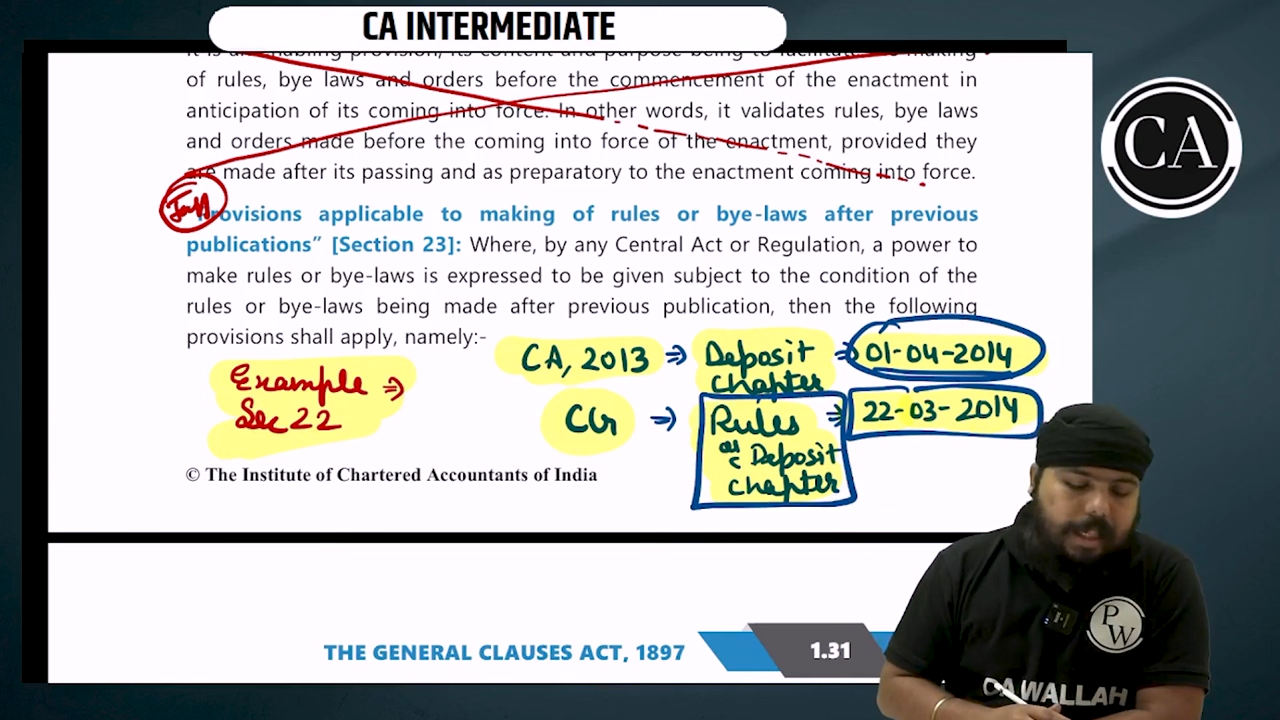 CA INTERMEDIATE
of rules, bye laws and orders before the commencement of the enactment in
anticipation of its coming into force. In other words, it validates rules, bye laws
and orders made before the coming into force of the enactment, provided they
are made after its passing and as preparatory to the enactment coming into force.
"Provisions applicable to making of rules or bye-laws after previous
publications” [Section 23]: Where, by any Central Act or Regulation, a power to
make rules or bye-laws is expressed to be given subject to the condition of the
rules or bye-laws being made after previous publication, then the following
provisions shall apply, namely:-
CA, 2013 ⇒ Deposit chapter ⇒ 01-04-2014
Example ⇒
Sec 22
CG → Rules ⇒ 22-03-2014
Deposit
chapter
© The Institute of Chartered Accountants of India
THE GENERAL CLAUSES ACT, 1897 1.31
CA
PW
CA WALLAH